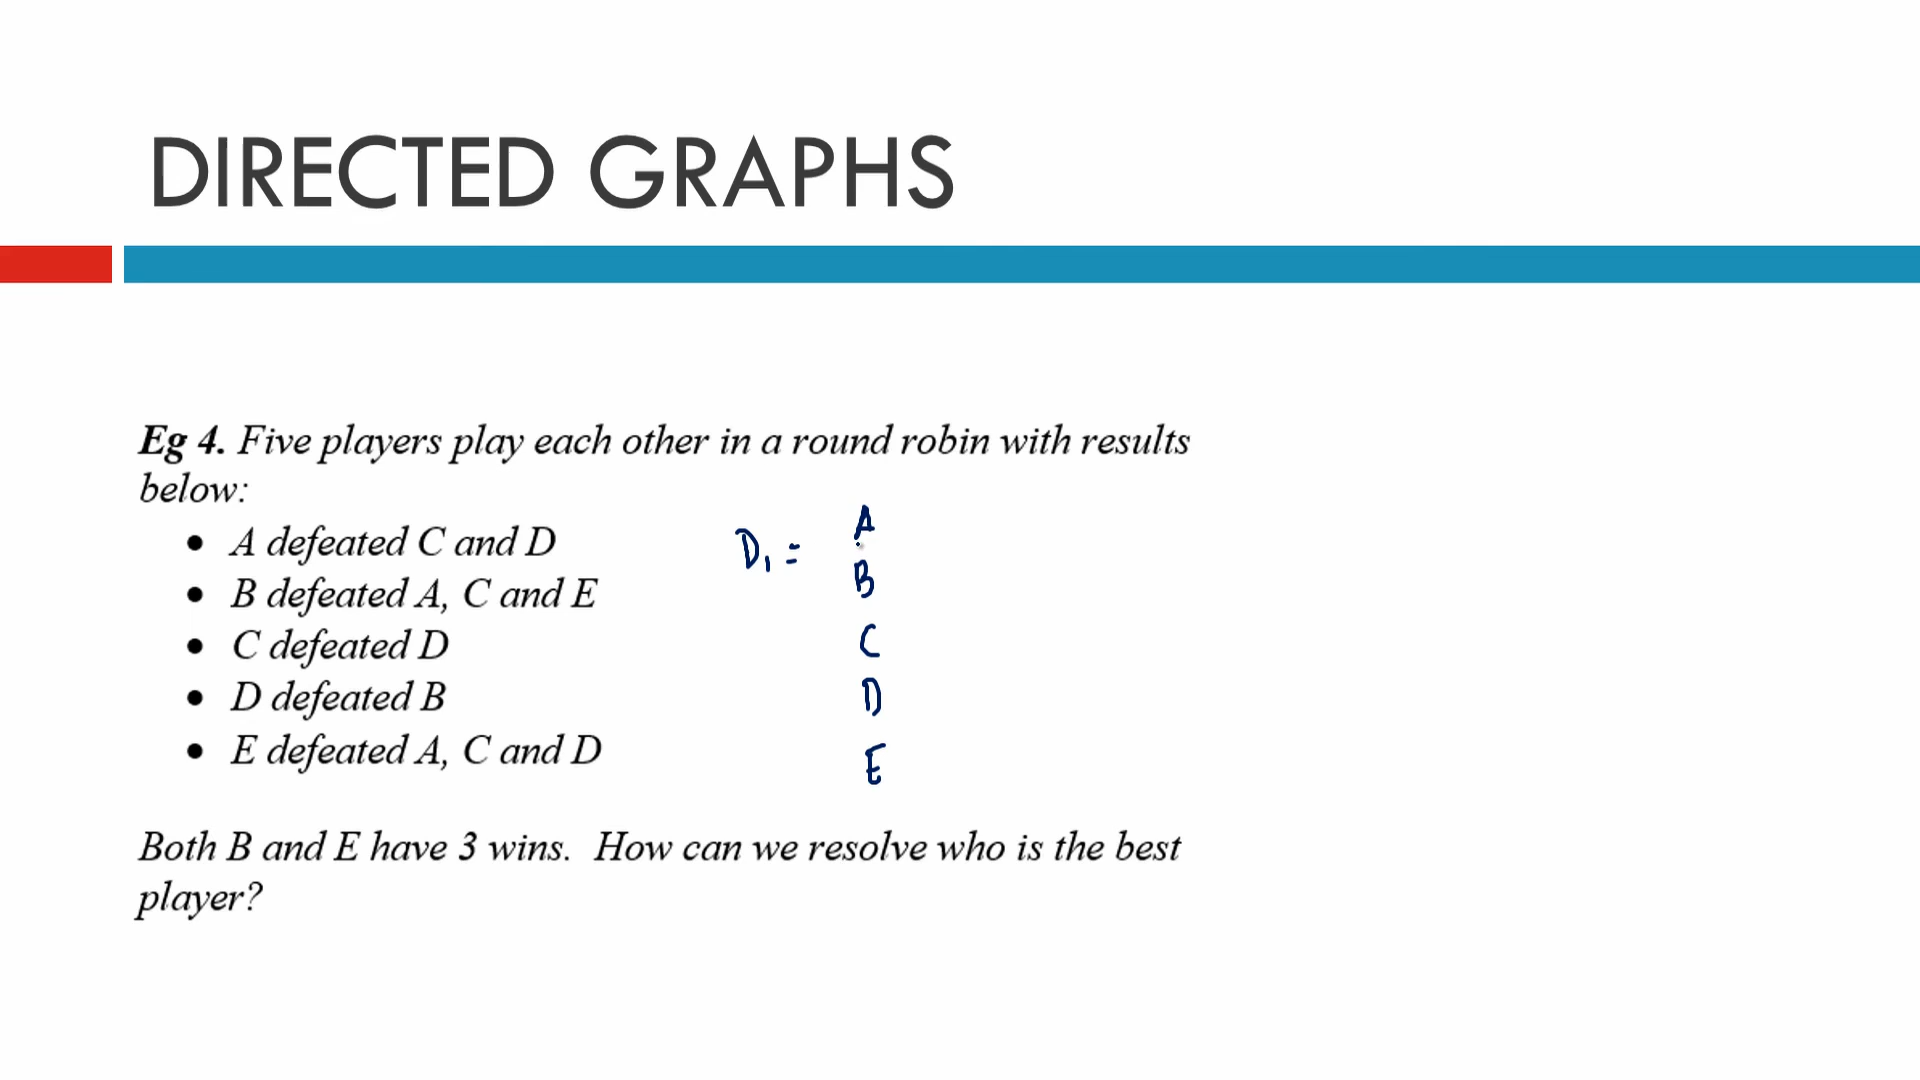 DIRECTED GRAPHS
Eg 4. Five players play each other in a round robin with results
below:
• A defeated C and D
• B defeated A, C and E
• C defeated D
• D defeated B
• E defeated A, C and D
D₁ =
A
B
C
D
E
Both B and E have 3 wins. How can we resolve who is the best
player?